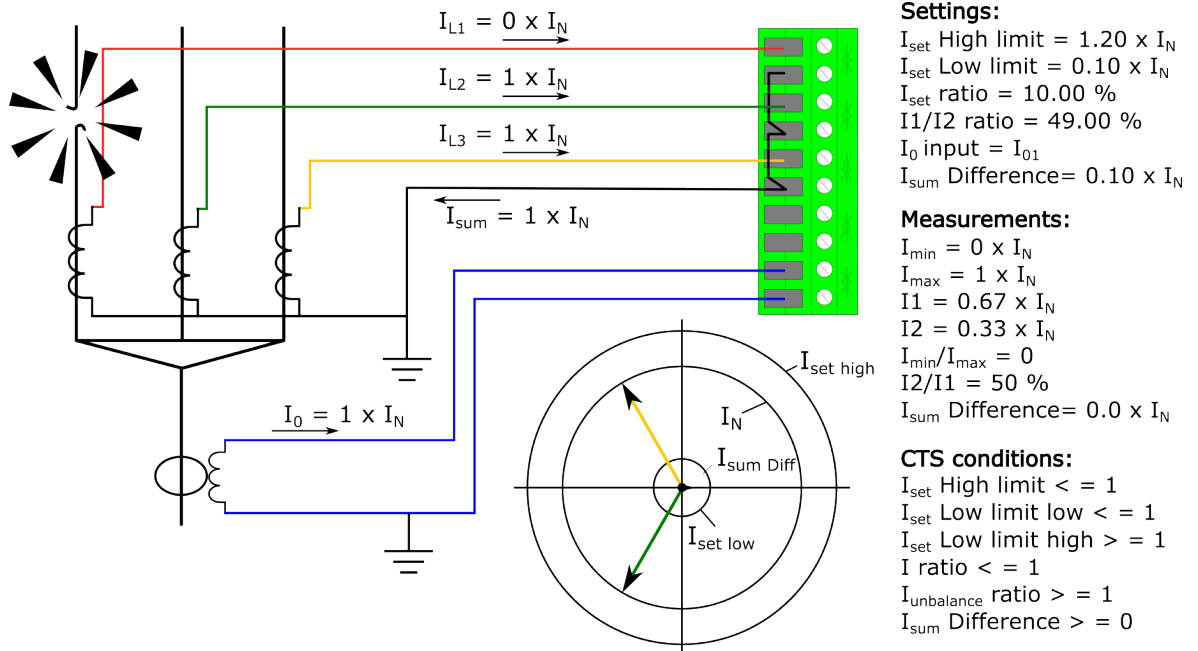 I_L1 = 0 x I_N
I_L2 = 1 x I_N
I_L3 = 1 x I_N
I_sum = 1 x I_N
I_0 = 1 x I_N
I_set high
I_N
I_sum Diff
I_set low
Settings:
I_set High limit = 1.20 x I_N
I_set Low limit = 0.10 x I_N
I_set ratio = 10.00 %
I1/I2 ratio = 49.00 %
I_0 input = I_01
I_sum Difference= 0.10 x I_N
Measurements:
I_min = 0 x I_N
I_max = 1 x I_N
I1 = 0.67 x I_N
I2 = 0.33 x I_N
I_min/I_max = 0
I2/I1 = 50 %
I_sum Difference= 0.0 x I_N
CTS conditions:
I_set High limit < = 1
I_set Low limit low < = 1
I_set Low limit high > = 1
I ratio < = 1
I_unbalance ratio > = 1
I_sum Difference > = 0